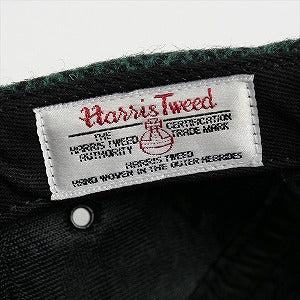 Harris Tweed
THE CERTIFICATION
HARRIS TWEED TRADE MARK
AUTHORITY
HARRIS TWEED
HAND WOVEN IN THE OUTER HEBRIDES